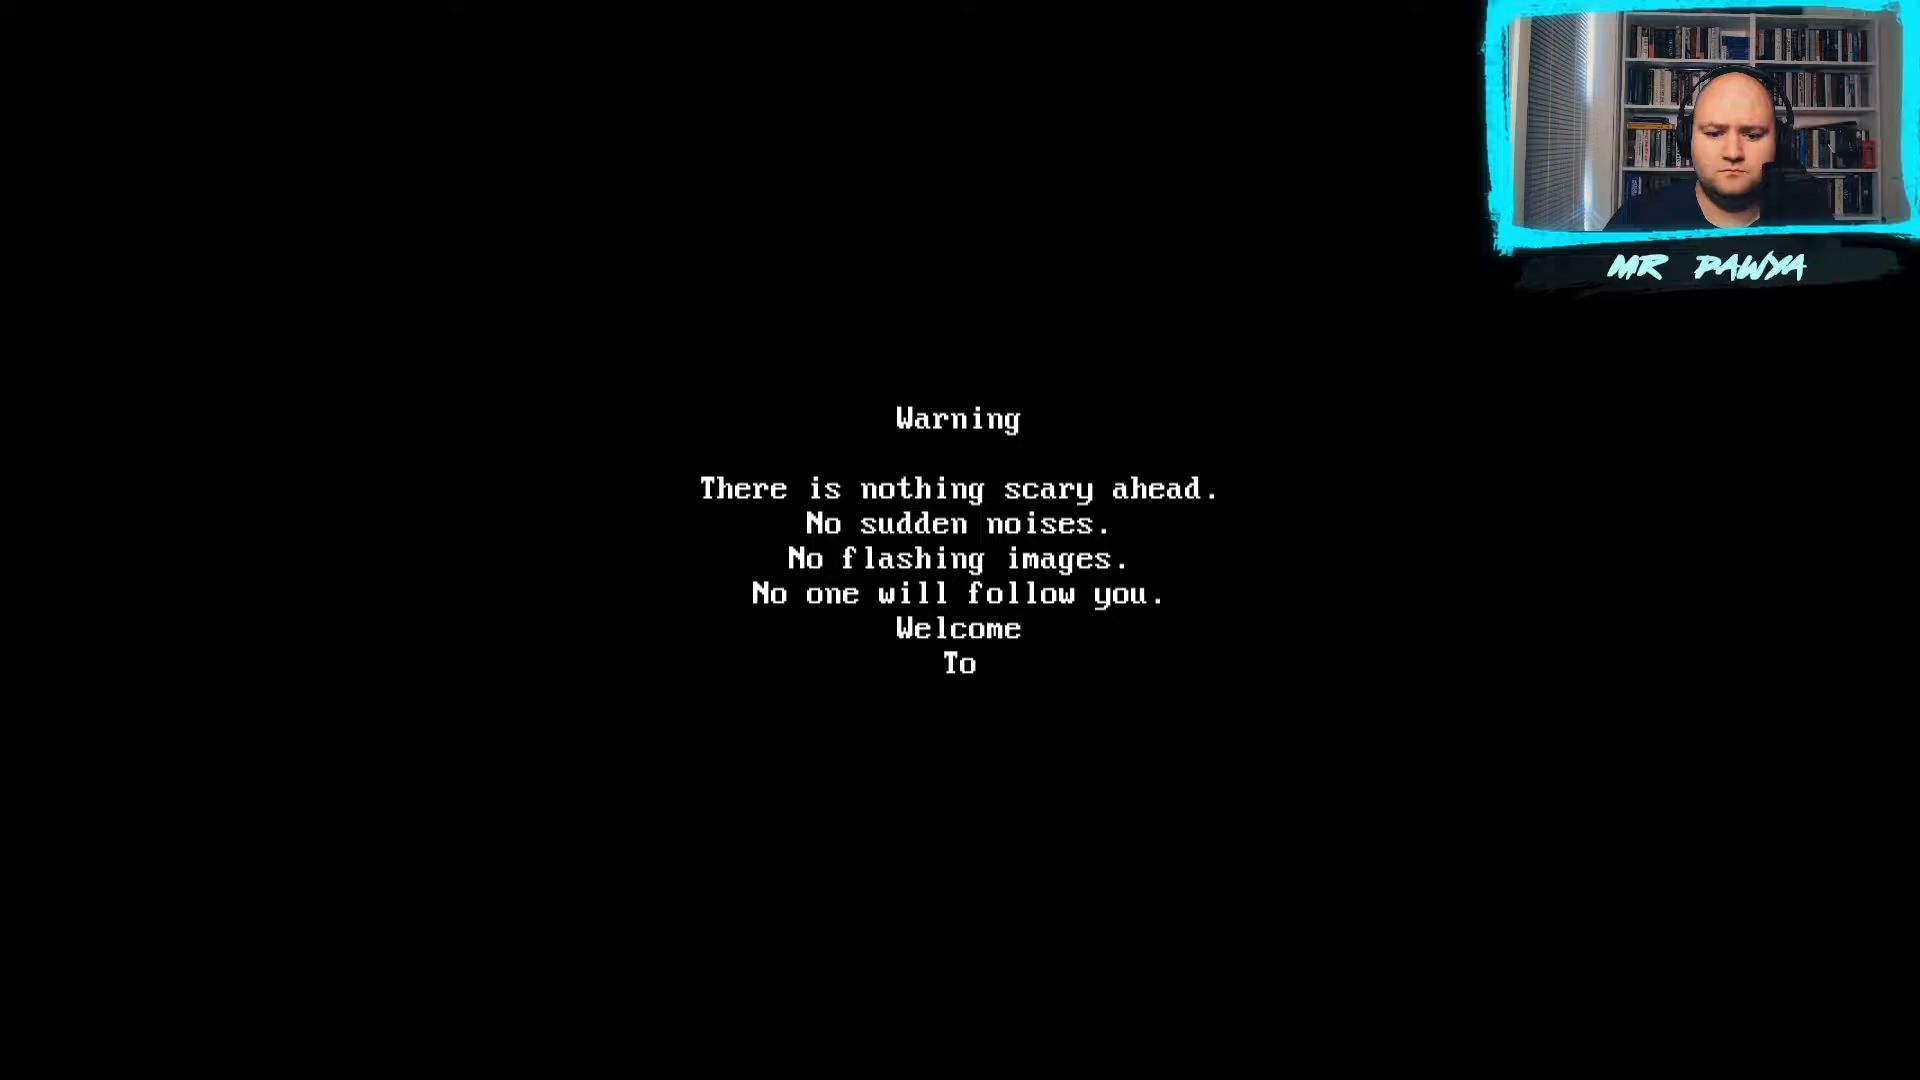 MR PAWYA
Warning
There is nothing scary ahead.
No sudden noises.
No flashing images.
No one will follow you.
Welcome
To